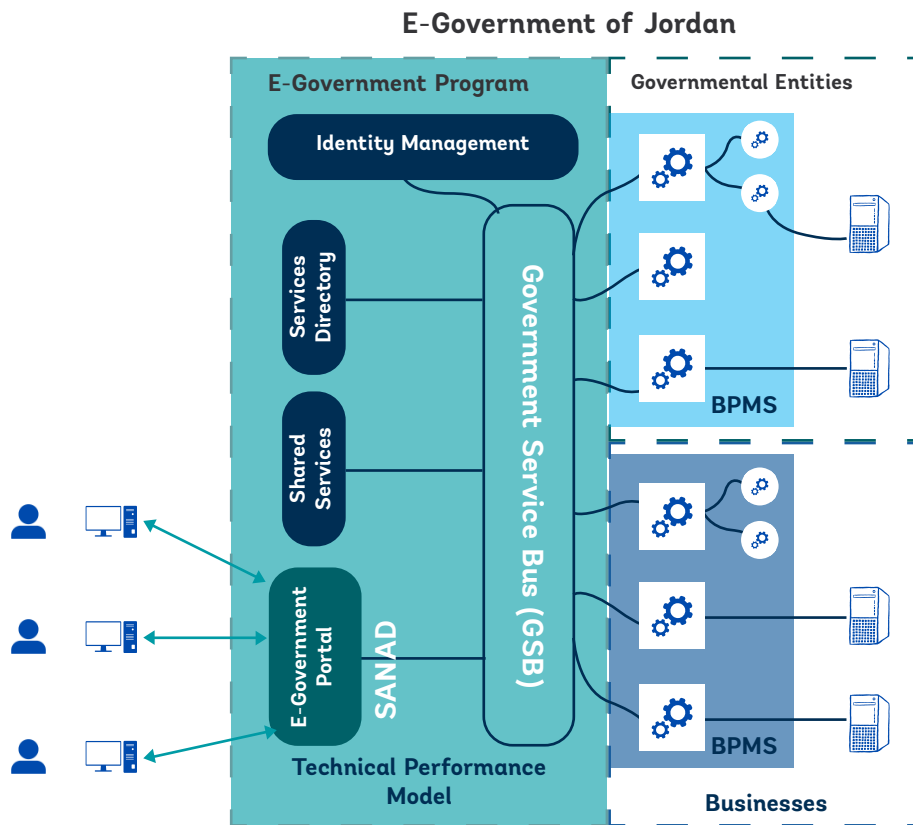 E-Government of Jordan
E-Government Program
Governmental Entities
Identity Management
Services
Directory
Shared
Services
E-Government
Portal
SANAD
Government Service Bus (GSB)
BPMS
BPMS
Technical Performance
Model
Businesses